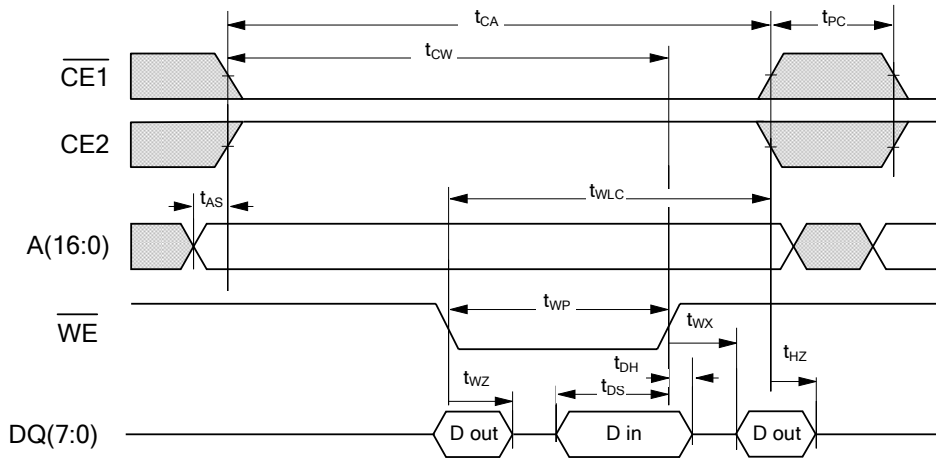 tCA
tPC
tCW
CE1
CE2
tAS
tWLC
A(16:0)
tWP
WE
tWX
tHZ
tDH
tWZ
tDS
DQ(7:0)
D out
D in
D out